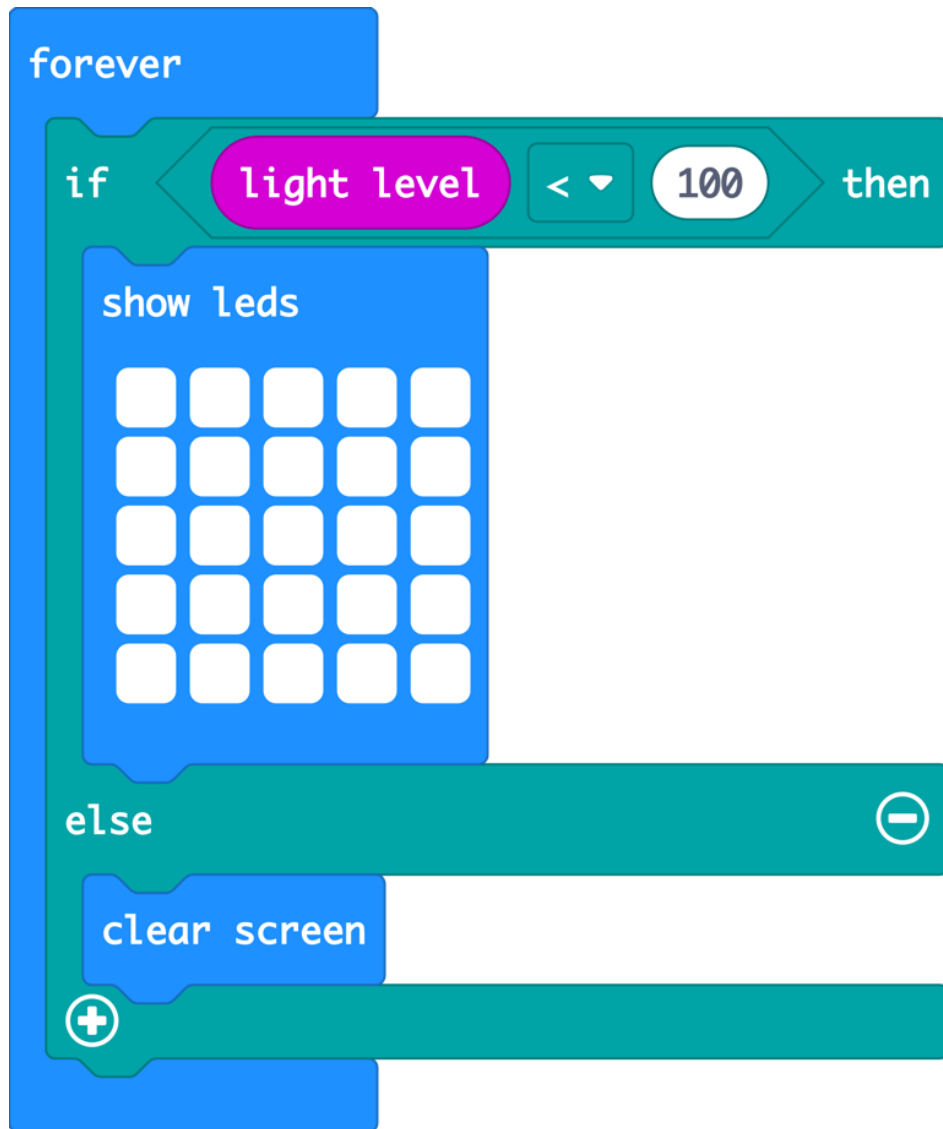 forever
if light level < 100 then
show leds
else
clear screen